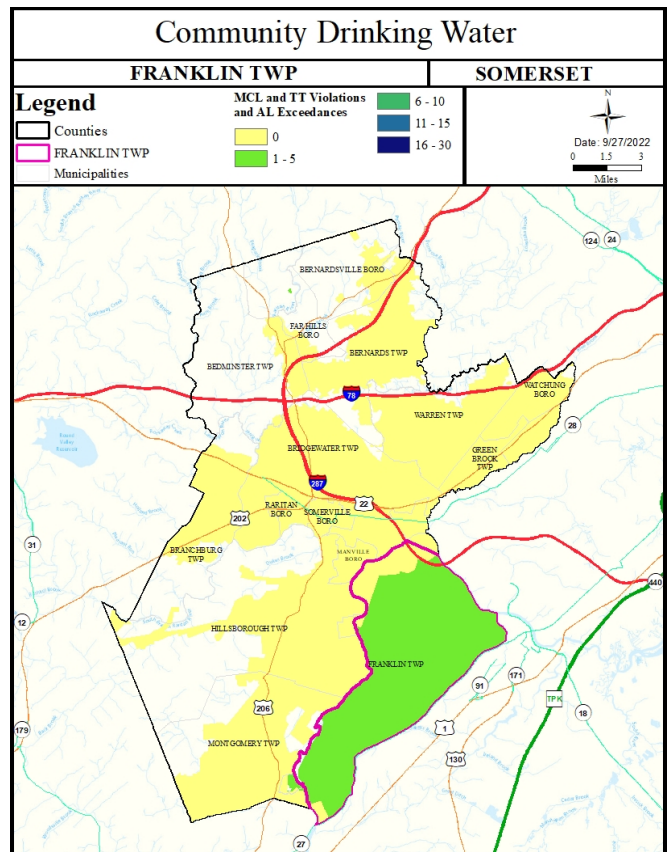 Community Drinking Water
FRANKLIN TWP
SOMERSET
Legend
Counties
FRANKLIN TWP
Municipalities
MCL and TT Violations
and AL Exceedances
0
1 - 5
6 - 10
11 - 15
16 - 30
N
Date: 9/27/2022
0 1.5 3
Miles
124
24
BERNARDSVILLE BORO
FAR HILLS
BORO
BERNARDS TWP
BEDMINSTER TWP
78
WATCHUNG
BORO
WARREN TWP
28
BRIDGEWATER TWP
GREEN
BROOK
TWP
287
22
RARITAN
BORO
SOMERVILLE
BORO
202
31
BRANCHBURG
TWP
MANVILLE
BORO
440
12
HILLSBOROUGH TWP
FRANKLIN TWP
171
91
TPK
206
18
179
1
MONTGOMERY TWP
130
27